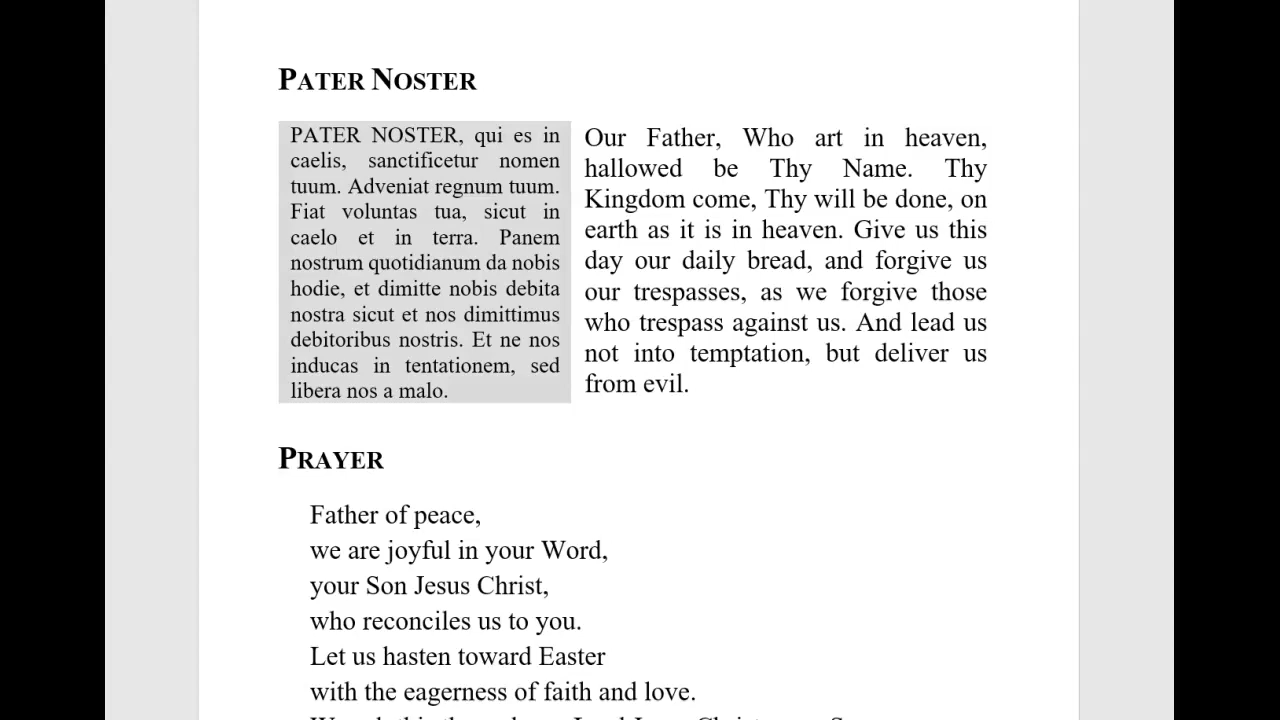 PATER NOSTER
PATER NOSTER, qui es in
caelis, sanctificetur nomen
tuum. Adveniat regnum tuum.
Fiat voluntas tua, sicut in
caelo et in terra. Panem
nostrum quotidianum da nobis
hodie, et dimitte nobis debita
nostra sicut et nos dimittimus
debitoribus nostris. Et ne nos
inducas in tentationem, sed
libera nos a malo.
Our Father, Who art in heaven,
hallowed be Thy Name. Thy
Kingdom come, Thy will be done, on
earth as it is in heaven. Give us this
day our daily bread, and forgive us
our trespasses, as we forgive those
who trespass against us. And lead us
not into temptation, but deliver us
from evil.
PRAYER
Father of peace,
we are joyful in your Word,
your Son Jesus Christ,
who reconciles us to you.
Let us hasten toward Easter
with the eagerness of faith and love.